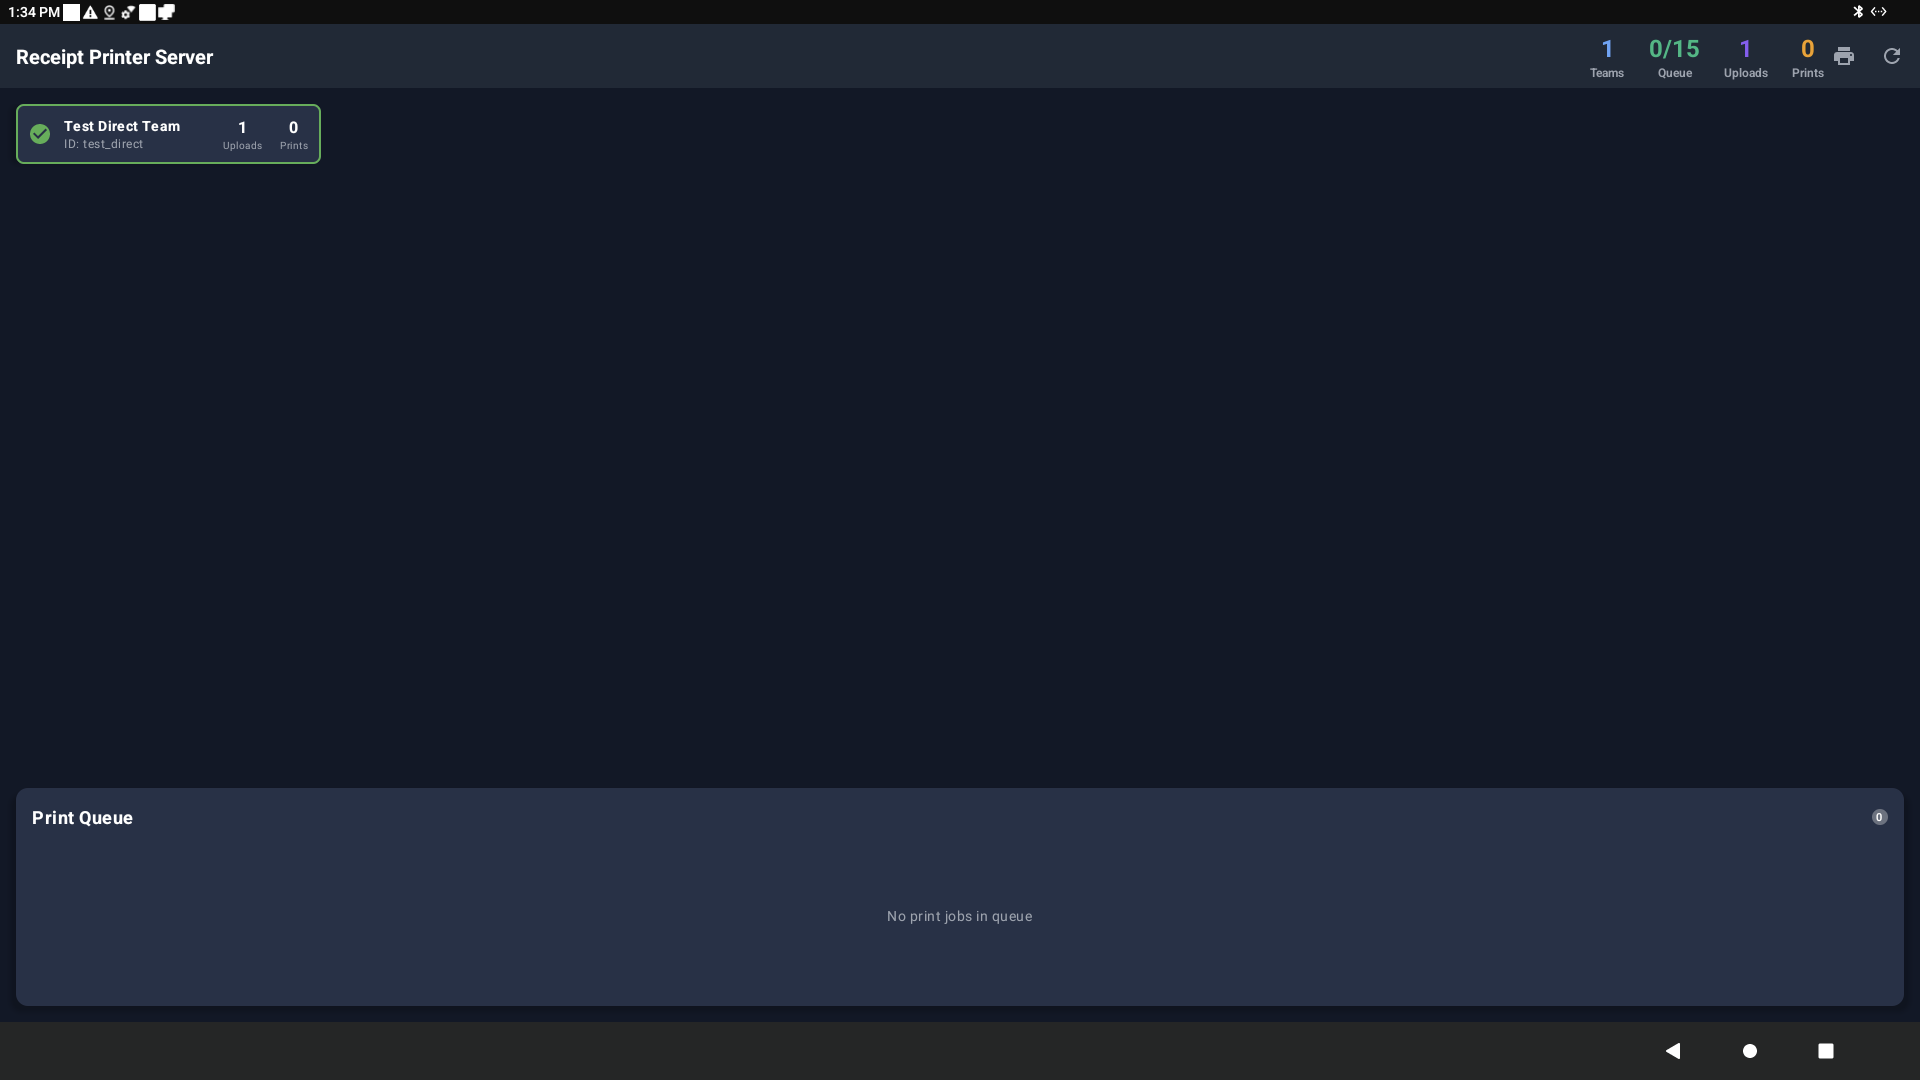 1:34 PM
Receipt Printer Server
1
Teams
0/15
Queue
1
Uploads
0
Prints
Test Direct Team
ID: test_direct
1
Uploads
0
Prints
Print Queue
0
No print jobs in queue